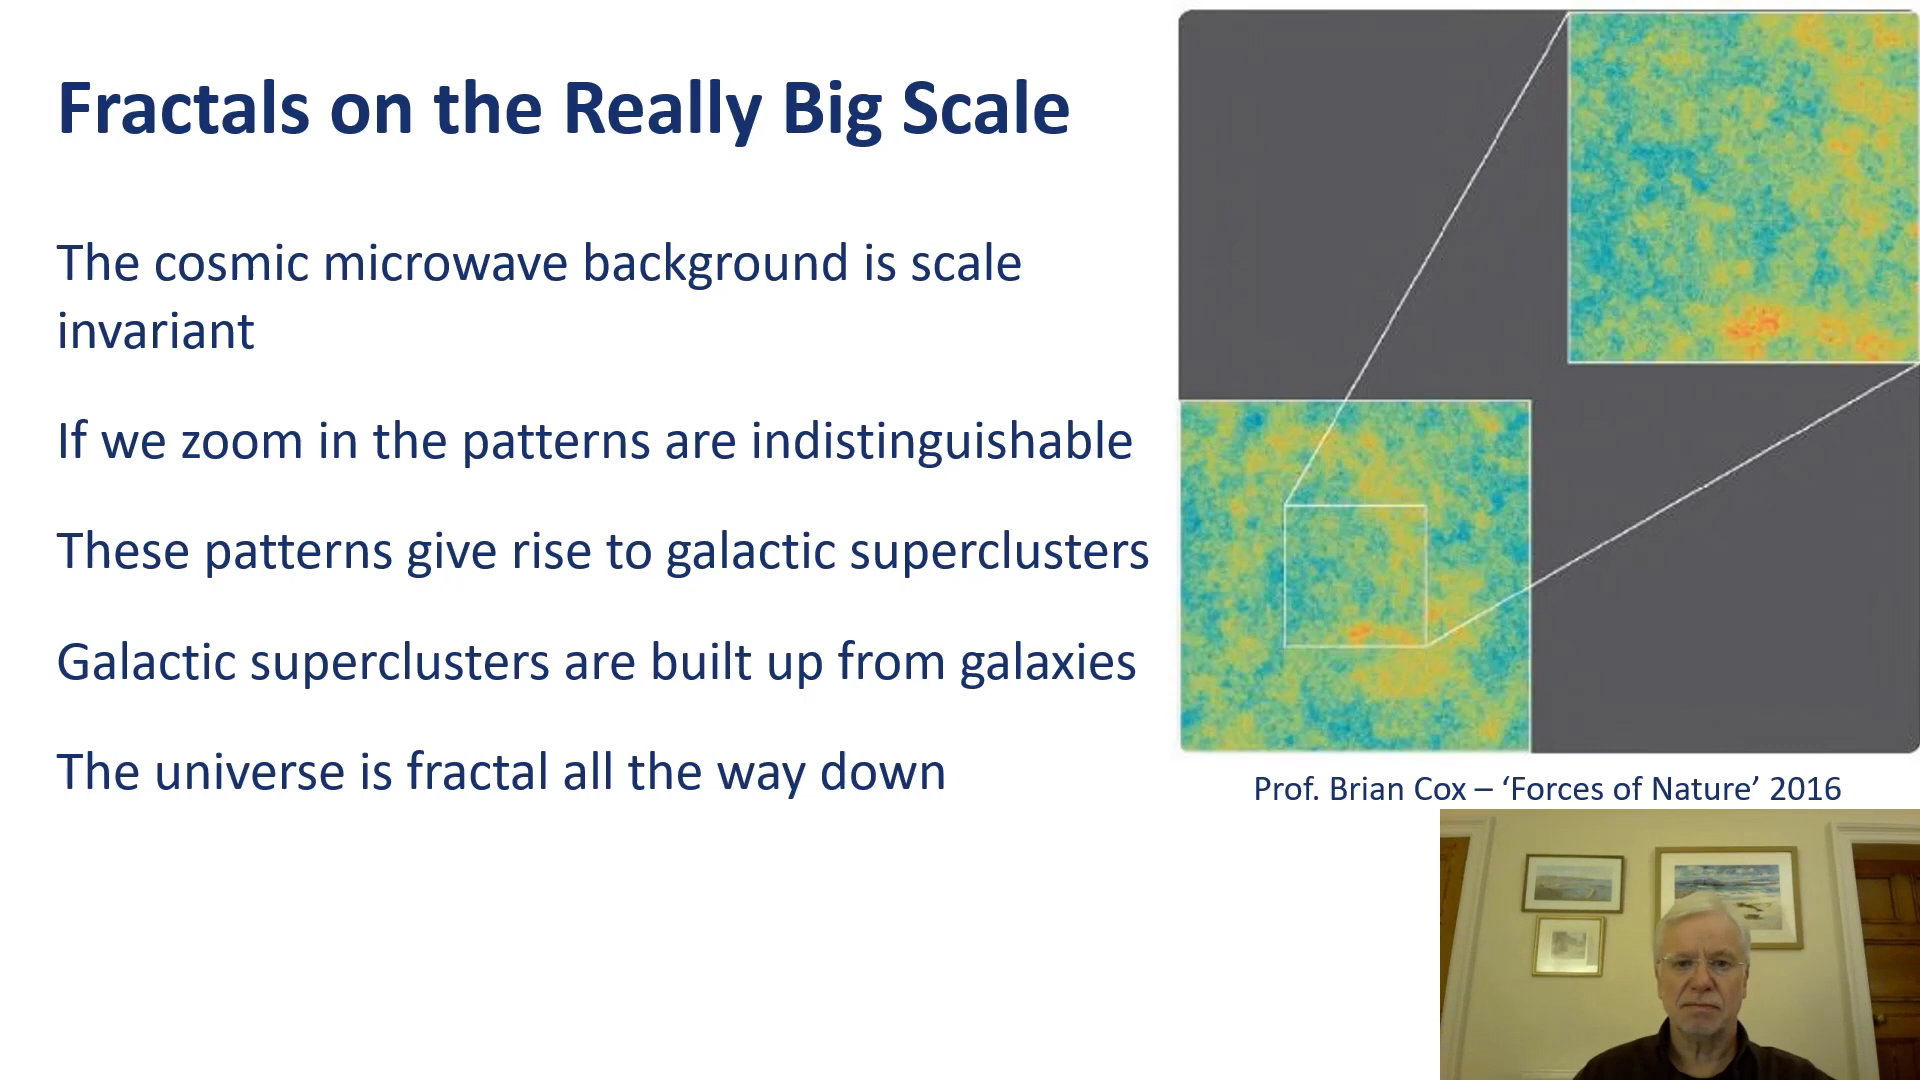 Fractals on the Really Big Scale
The cosmic microwave background is scale
invariant
If we zoom in the patterns are indistinguishable
These patterns give rise to galactic superclusters
Galactic superclusters are built up from galaxies
The universe is fractal all the way down
Prof. Brian Cox – ‘Forces of Nature’ 2016